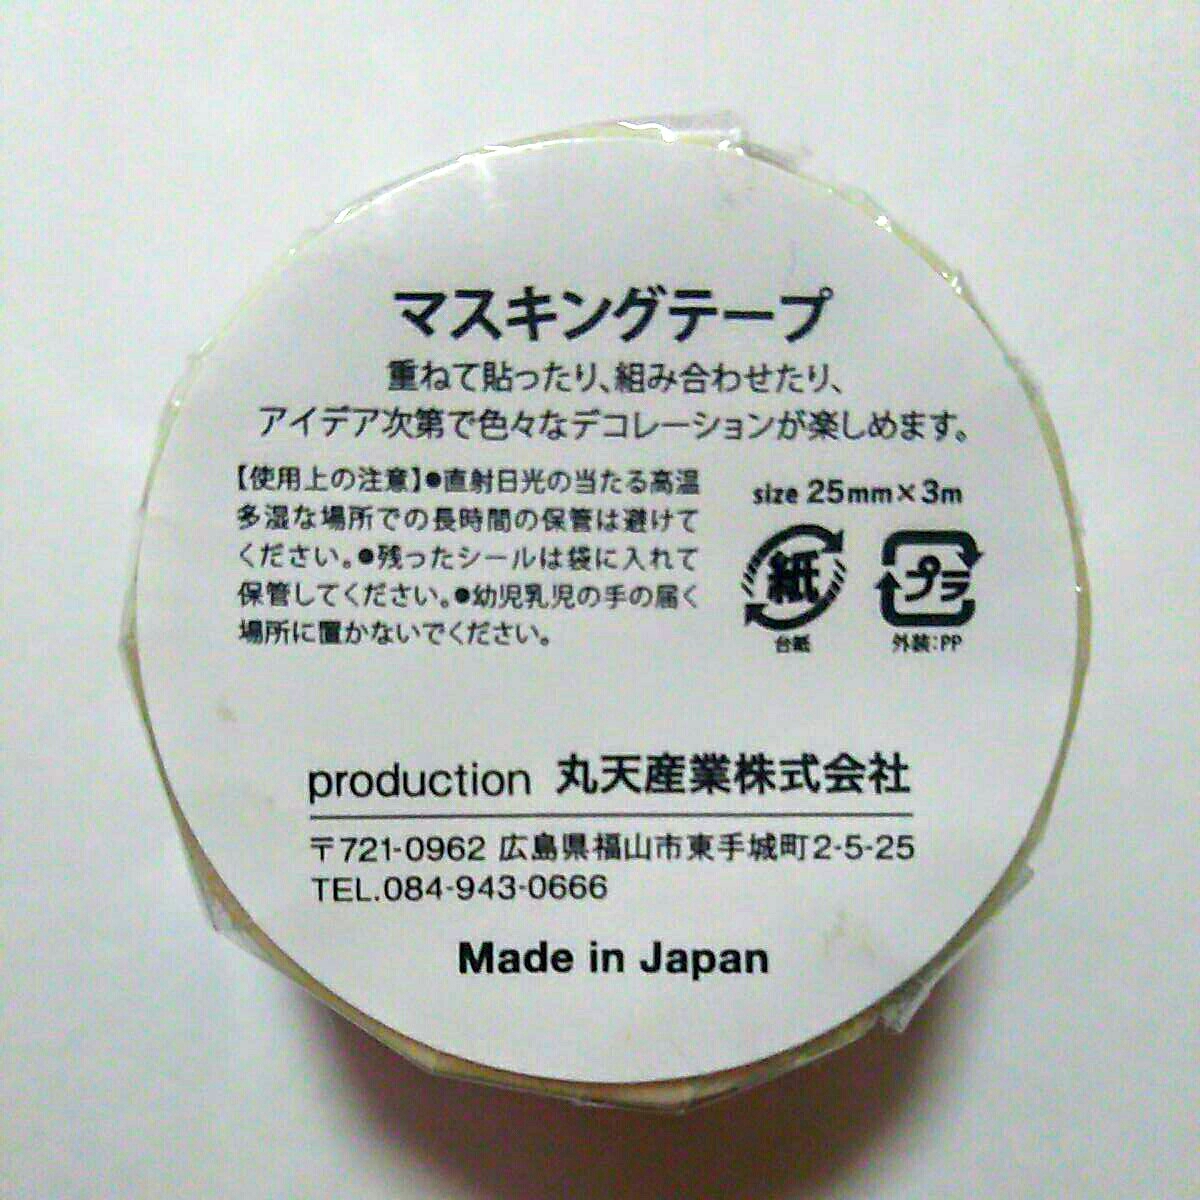 マスキングテープ
重ねて貼ったり、組み合わせたり、
アイデア次第で色々なデコレーションが楽しめます。
【使用上の注意】●直射日光の当たる高温
多湿な場所での長時間の保管は避けて
ください。●残ったシールは袋に入れて
保管してください。●幼児乳児の手の届く
場所に置かないでください。
size 25mm×3m
紙
台紙
プラ
外装:PP
production 丸天産業株式会社
〒721-0962 広島県福山市東手城町2-5-25
TEL.084-943-0666
Made in Japan